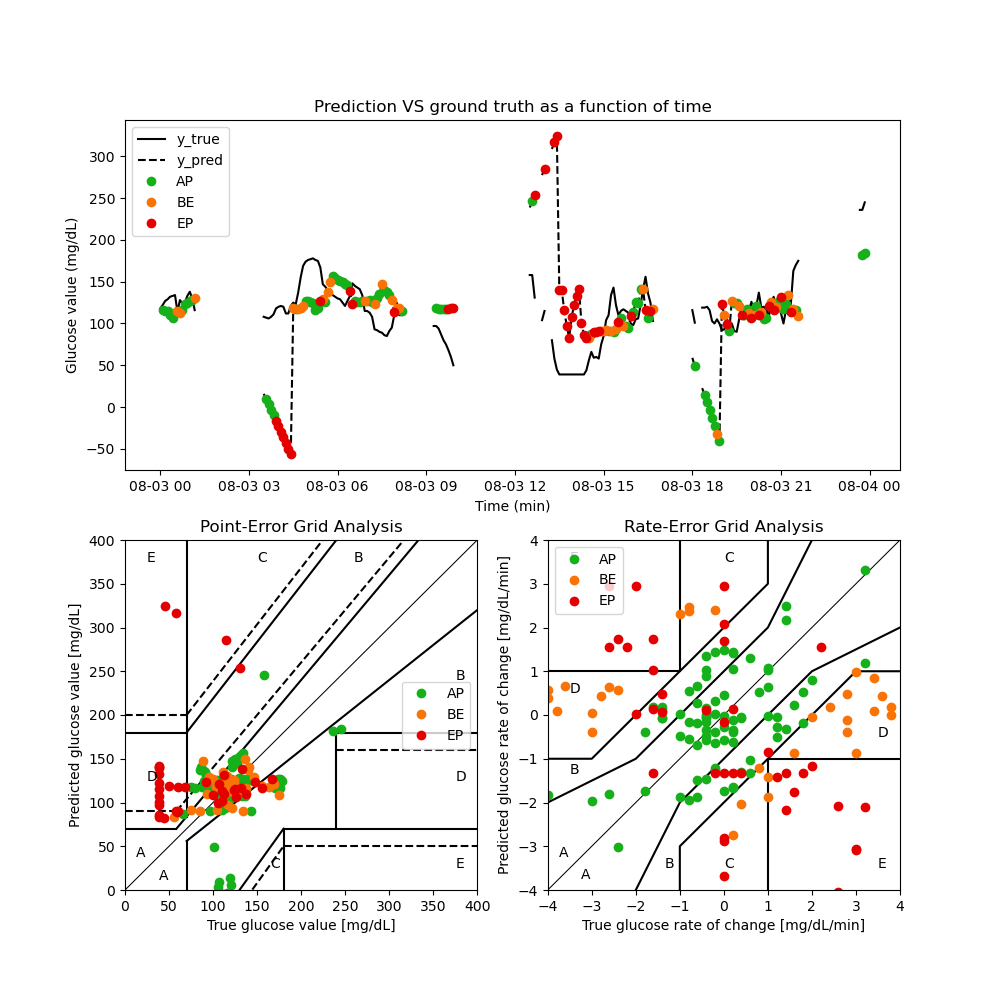 Prediction VS ground truth as a function of time
Glucose value (mg/dL)
300
250
200
150
100
50
0
−50
y_true
y_pred
AP
BE
EP
08-03 00 08-03 03 08-03 06 08-03 09 08-03 12 08-03 15 08-03 18 08-03 21 08-04 00
Time (min)
Point-Error Grid Analysis
Predicted glucose value [mg/dL]
400
350
300
250
200
150
100
50
0
E
C
B
B
D
D
A
A
C
E
AP
BE
EP
0 50 100 150 200 250 300 350 400
True glucose value [mg/dL]
Rate-Error Grid Analysis
Predicted glucose rate of change [mg/dL/min]
4
3
2
1
0
−1
−2
−3
−4
AP
BE
EP
C
D
D
B
A
A
B
C
E
−4 −3 −2 −1 0 1 2 3 4
True glucose rate of change [mg/dL/min]